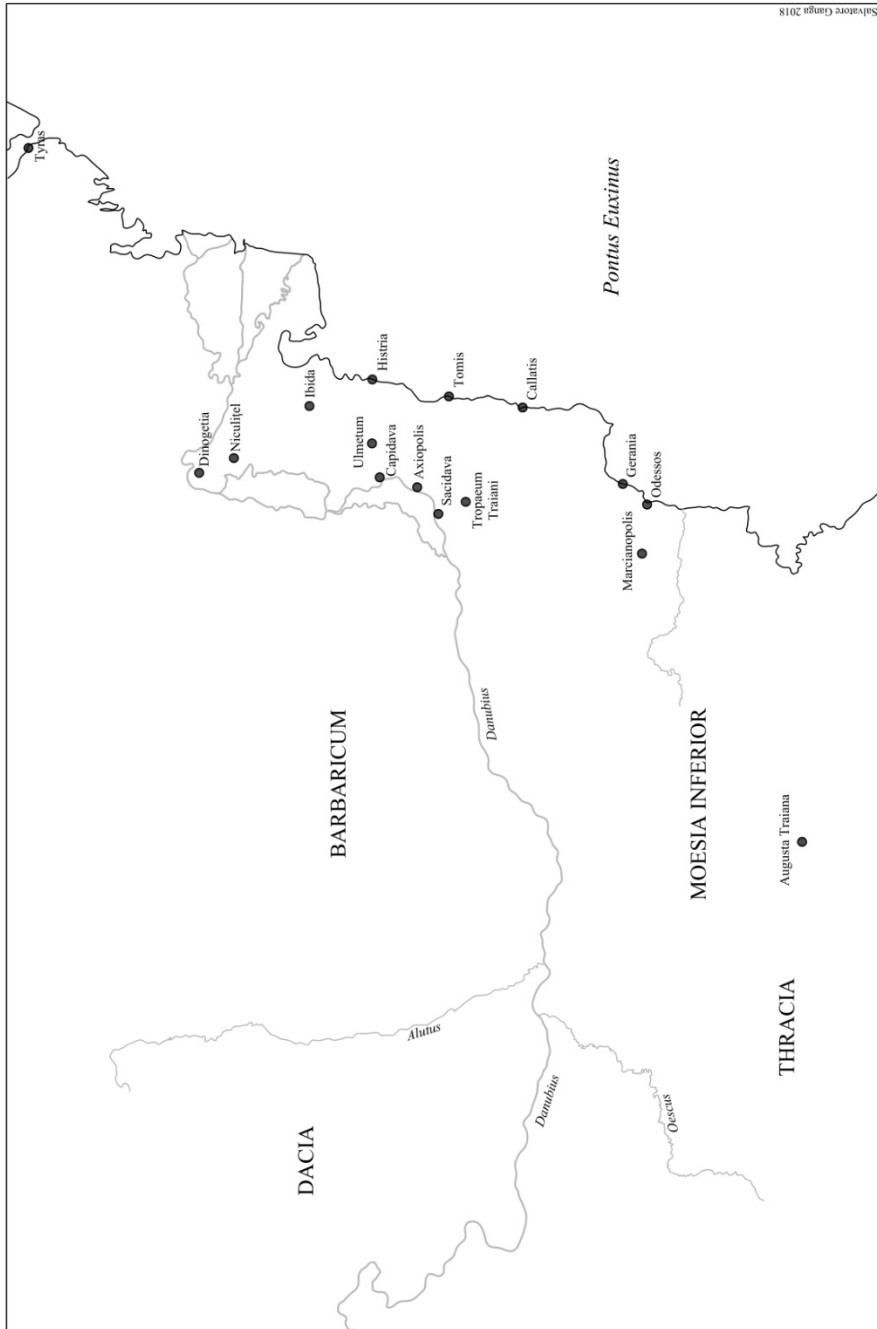 Salvatore Ganga 2018
Tyras
Pontus Euxinus
Dinogetia
Niculițel
Ibida
Histria
Ulmetum
Capidava
Axiopolis
Sacidava
Tropaeum
Traiani
Tomis
Callatis
Gerania
Odessos
Marcianopolis
BARBARICUM
Danubius
MOESIA INFERIOR
Augusta Traiana
Alutus
THRACIA
DACIA
Danubius
Oescus